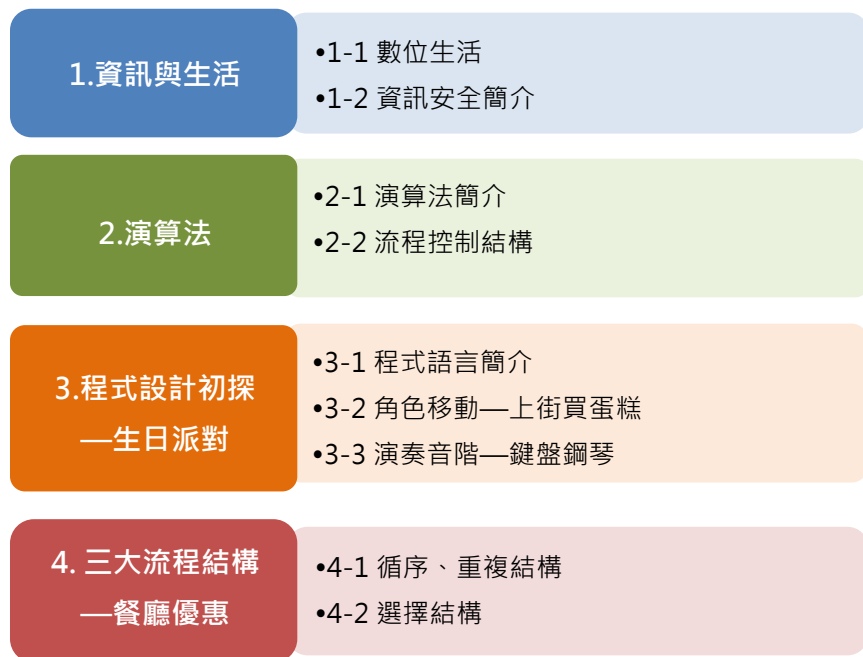 1.資訊與生活
•1-1 數位生活
•1-2 資訊安全簡介
2.演算法
•2-1 演算法簡介
•2-2 流程控制結構
3.程式設計初探
—生日派對
•3-1 程式語言簡介
•3-2 角色移動—上街買蛋糕
•3-3 演奏音階—鍵盤鋼琴
4. 三大流程結構
—餐廳優惠
•4-1 循序、重複結構
•4-2 選擇結構